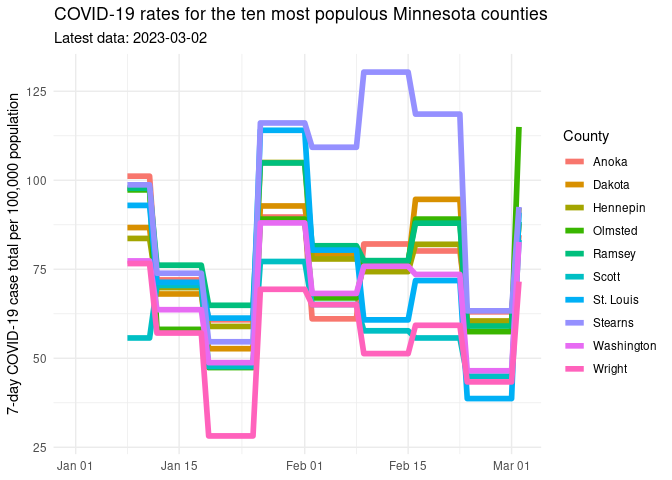 COVID-19 rates for the ten most populous Minnesota counties
Latest data: 2023-03-02
7-day COVID-19 case total per 100,000 population
125
100
75
50
25
Jan 01
Jan 15
Feb 01
Feb 15
Mar 01
County
Anoka
Dakota
Hennepin
Olmsted
Ramsey
Scott
St. Louis
Stearns
Washington
Wright